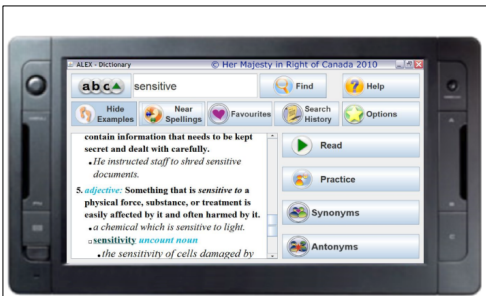 ALEX - Dictionary © Her Majesty in Right of Canada 2010
abc sensitive Find Help
Hide Examples Near Spellings Favourites Search History Options
contain information that needs to be kept
secret and dealt with carefully.
•He instructed staff to shred sensitive
documents.
5. adjective: Something that is sensitive to a
physical force, substance, or treatment is
easily affected by it and often harmed by it.
•a chemical which is sensitive to light.
sensitivity uncount noun
•the sensitivity of cells damaged by
Read
Practice
Synonyms
Antonyms